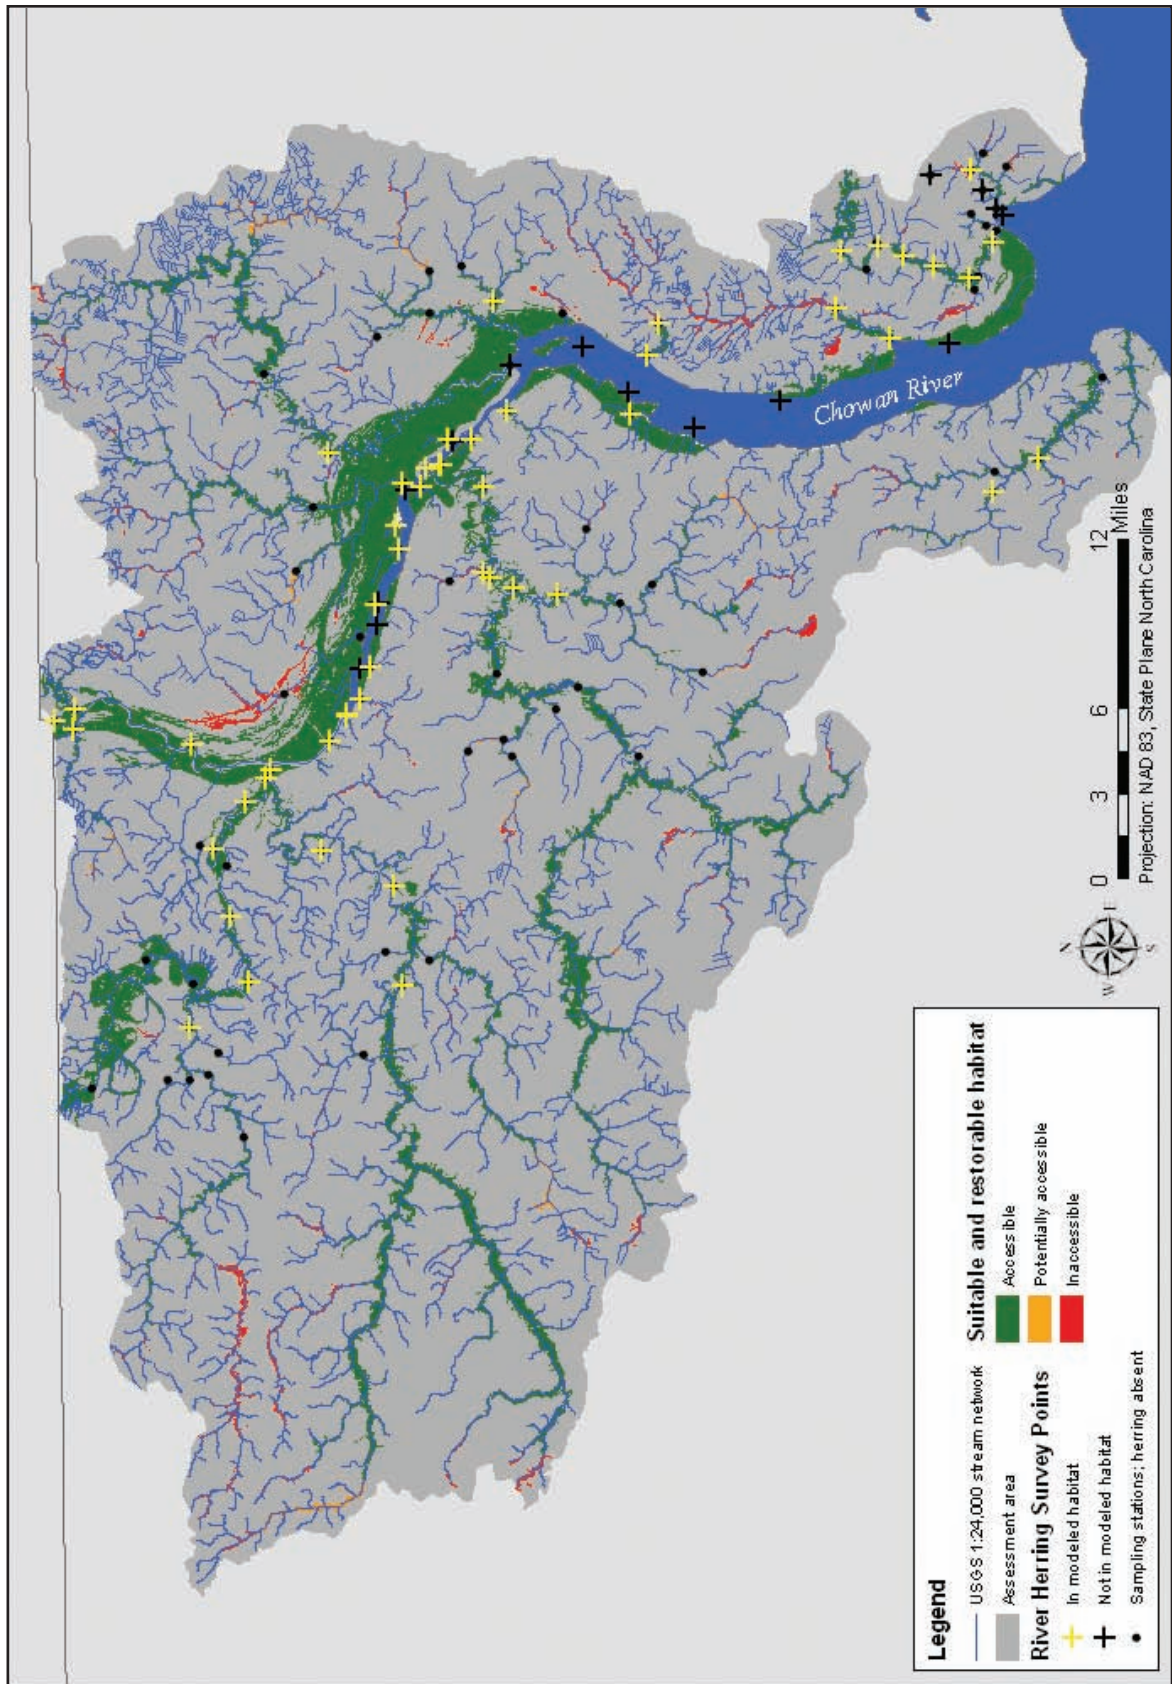 Chowan River
N
W
E
S
0 3 6 12
Miles
Projection: NAD 83, State Plane North Carolina
Legend
USGS 1:24,000 stream network
Assessment area
River Herring Survey Points
In modeled habitat
Not in modeled habitat
Sampling stations; herring absent
Suitable and restorable habitat
Accessible
Potentially accessible
Inaccessible